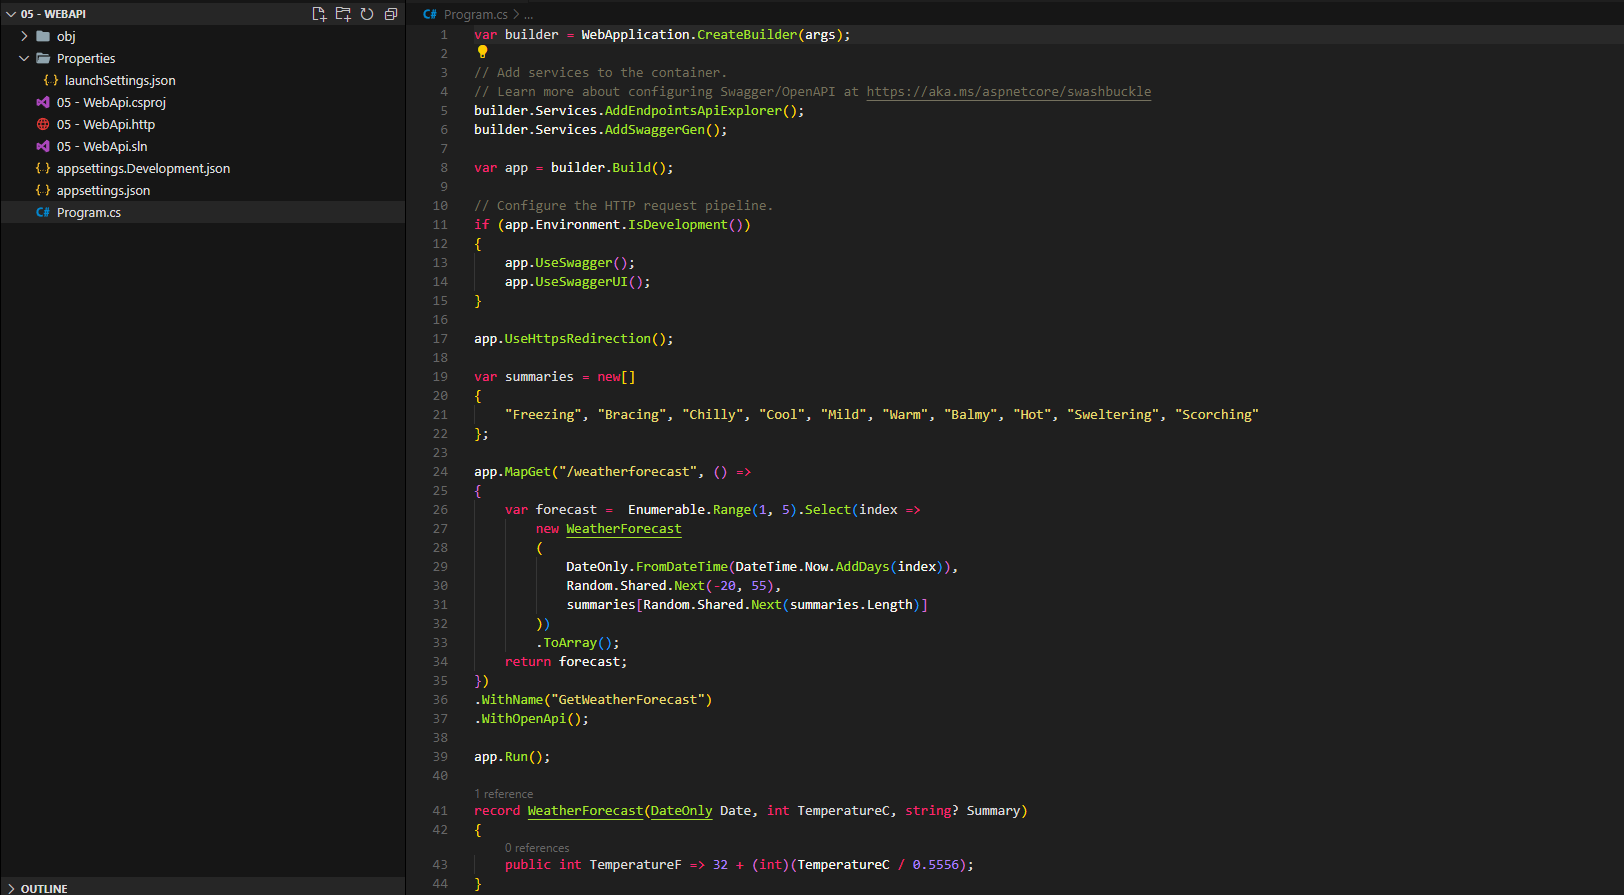 05 - WEBAPI
obj
Properties
{..} launchSettings.json
05 - WebApi.csproj
05 - WebApi.http
05 - WebApi.sln
{..} appsettings.Development.json
{..} appsettings.json
C# Program.cs
OUTLINE
C# Program.cs > ...
1 var builder = WebApplication.CreateBuilder(args);
2
3 // Add services to the container.
4 // Learn more about configuring Swagger/OpenAPI at https://aka.ms/aspnetcore/swashbuckle
5 builder.Services.AddEndpointsApiExplorer();
6 builder.Services.AddSwaggerGen();
7
8 var app = builder.Build();
9
10 // Configure the HTTP request pipeline.
11 if (app.Environment.IsDevelopment())
12 {
13     app.UseSwagger();
14     app.UseSwaggerUI();
15 }
16
17 app.UseHttpsRedirection();
18
19 var summaries = new[]
20 {
21     "Freezing", "Bracing", "Chilly", "Cool", "Mild", "Warm", "Balmy", "Hot", "Sweltering", "Scorching"
22 };
23
24 app.MapGet("/weatherforecast", () =>
25 {
26     var forecast =  Enumerable.Range(1, 5).Select(index =>
27         new WeatherForecast
28         (
29             DateOnly.FromDateTime(DateTime.Now.AddDays(index)),
30             Random.Shared.Next(-20, 55),
31             summaries[Random.Shared.Next(summaries.Length)]
32         ))
33         .ToArray();
34     return forecast;
35 })
36 .WithName("GetWeatherForecast")
37 .WithOpenApi();
38
39 app.Run();
40
1 reference
41 record WeatherForecast(DateOnly Date, int TemperatureC, string? Summary)
42 {
0 references
43     public int TemperatureF => 32 + (int)(TemperatureC / 0.5556);
44 }